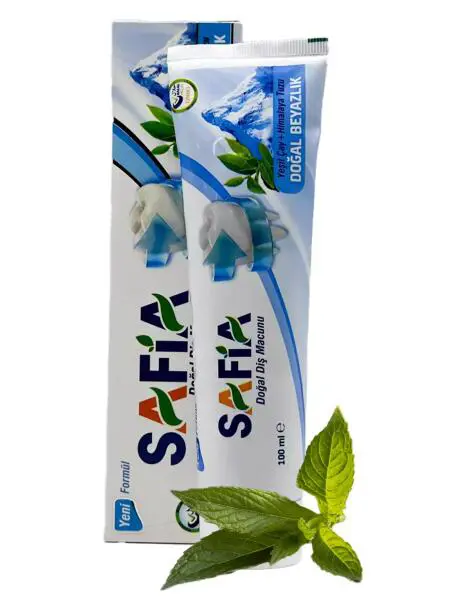 Yeni Formül
SAFİA
Doğal Diş Macunu
SAFİA
Doğal Diş Macunu
100 ml ℮
Yeşil Çay + Himalaya Tuzu
DOĞAL BEYAZLIK